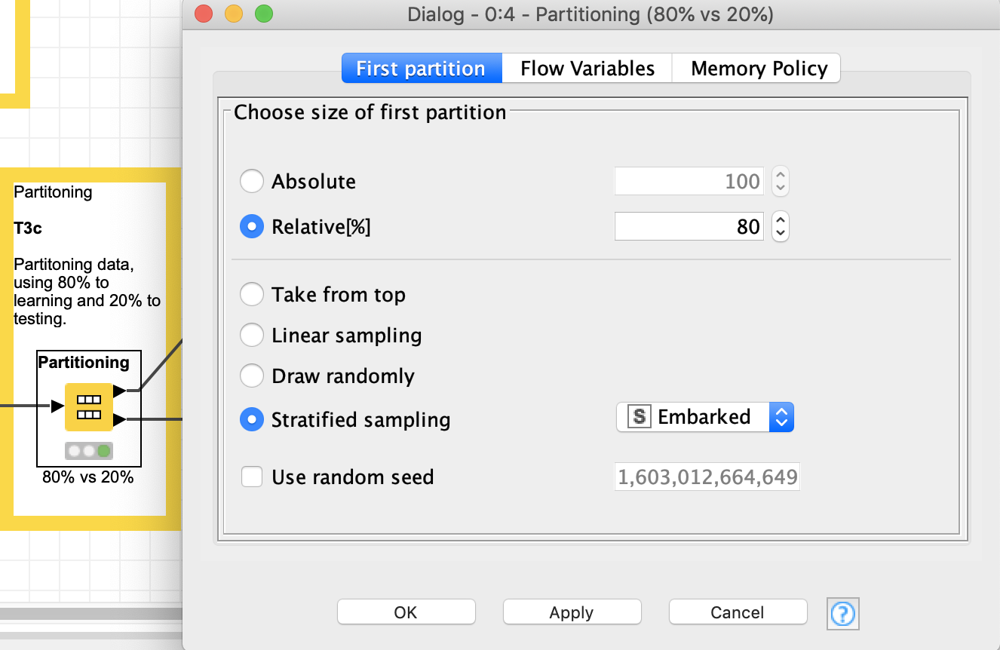 Dialog - 0:4 - Partitioning (80% vs 20%)
First partition
Flow Variables
Memory Policy
Choose size of first partition
Absolute
100
Relative[%]
80
Take from top
Linear sampling
Draw randomly
Stratified sampling
S Embarked
Use random seed
1,603,012,664,649
OK
Apply
Cancel
?
Partitoning
T3c
Partitoning data,
using 80% to
learning and 20% to
testing.
Partitioning
80% vs 20%